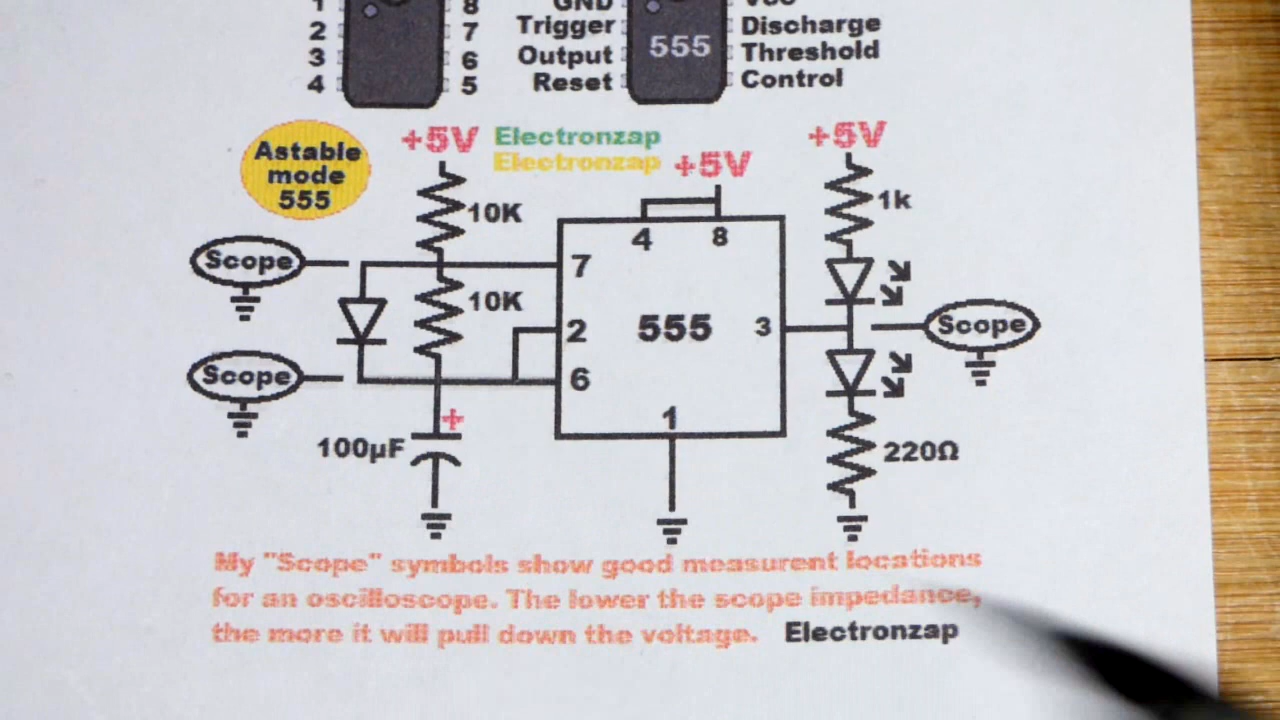 1
8
GND
2
7
Trigger
Discharge
3
6
Output
555
Threshold
4
5
Reset
Control
Astable
mode
555
+5V
Electronzap
Electronzap
+5V
+5V
10K
1k
4
8
Scope
7
10K
2
555
3
Scope
Scope
6
+
1
100µF
220Ω
My "Scope" symbols show good measurent locations
for an oscilloscope. The lower the scope impedance,
the more it will pull down the voltage. Electronzap